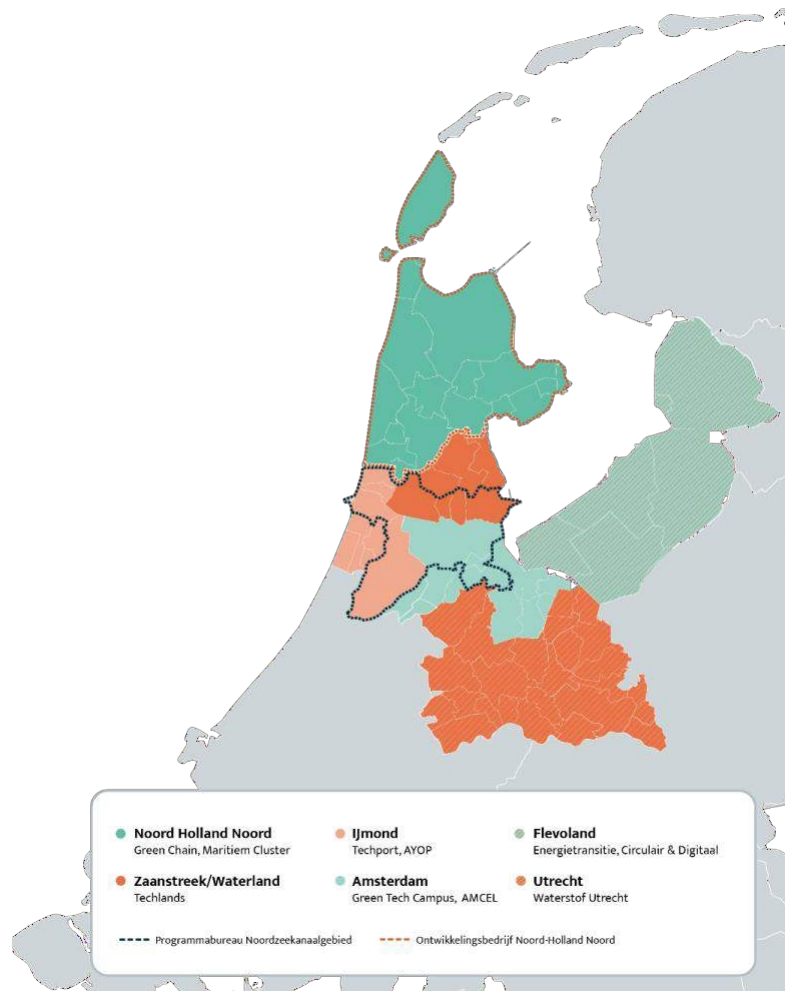 Noord Holland Noord
Green Chain, Maritiem Cluster
IJmond
Techport, AYOP
Flevoland
Energietransitie, Circulair & Digitaal
Zaanstreek/Waterland
Techlands
Amsterdam
Green Tech Campus, AMCEL
Utrecht
Waterstof Utrecht
Programmabureau Noordzeekanaalgebied
Ontwikkelingsbedrijf Noord-Holland Noord